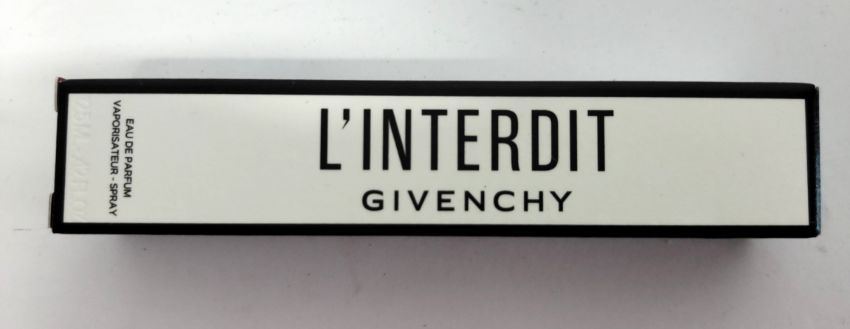 L'INTERDIT
GIVENCHY
EAU DE PARFUM
VAPORISATEUR - SPRAY